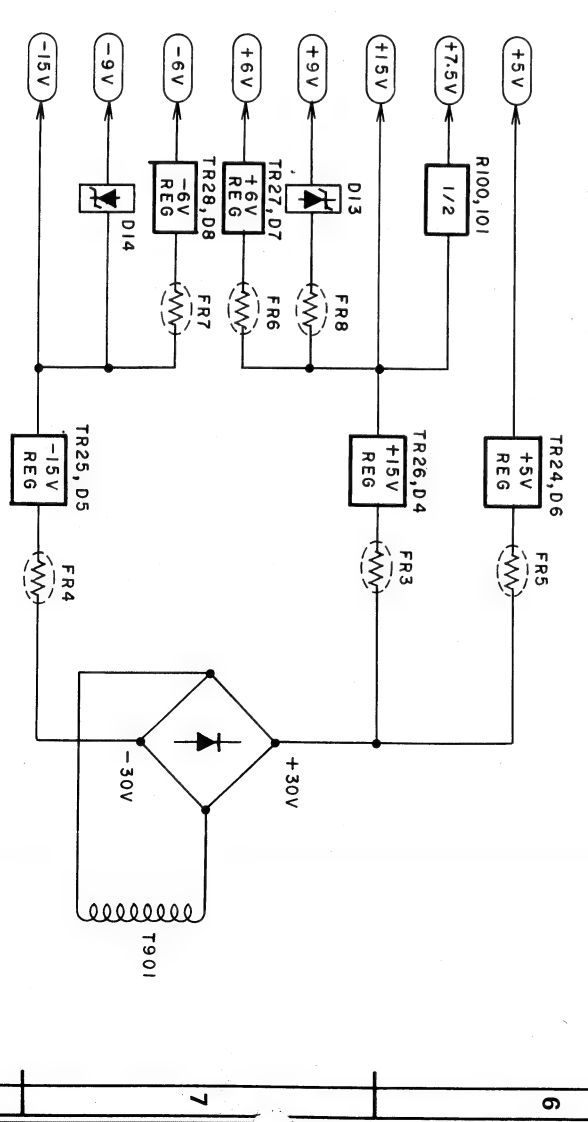 +5V
+7.5V
+15V
+9V
+6V
-6V
-9V
-15V
R100,101
1/2
D13
TR27,D7
+6V
REG
TR28,D8
-6V
REG
D14
FR8
FR6
FR7
TR24,D6
+5V
REG
TR26,D4
+15V
REG
TR25,D5
-15V
REG
FR5
FR3
FR4
+30V
-30V
T901
6
7